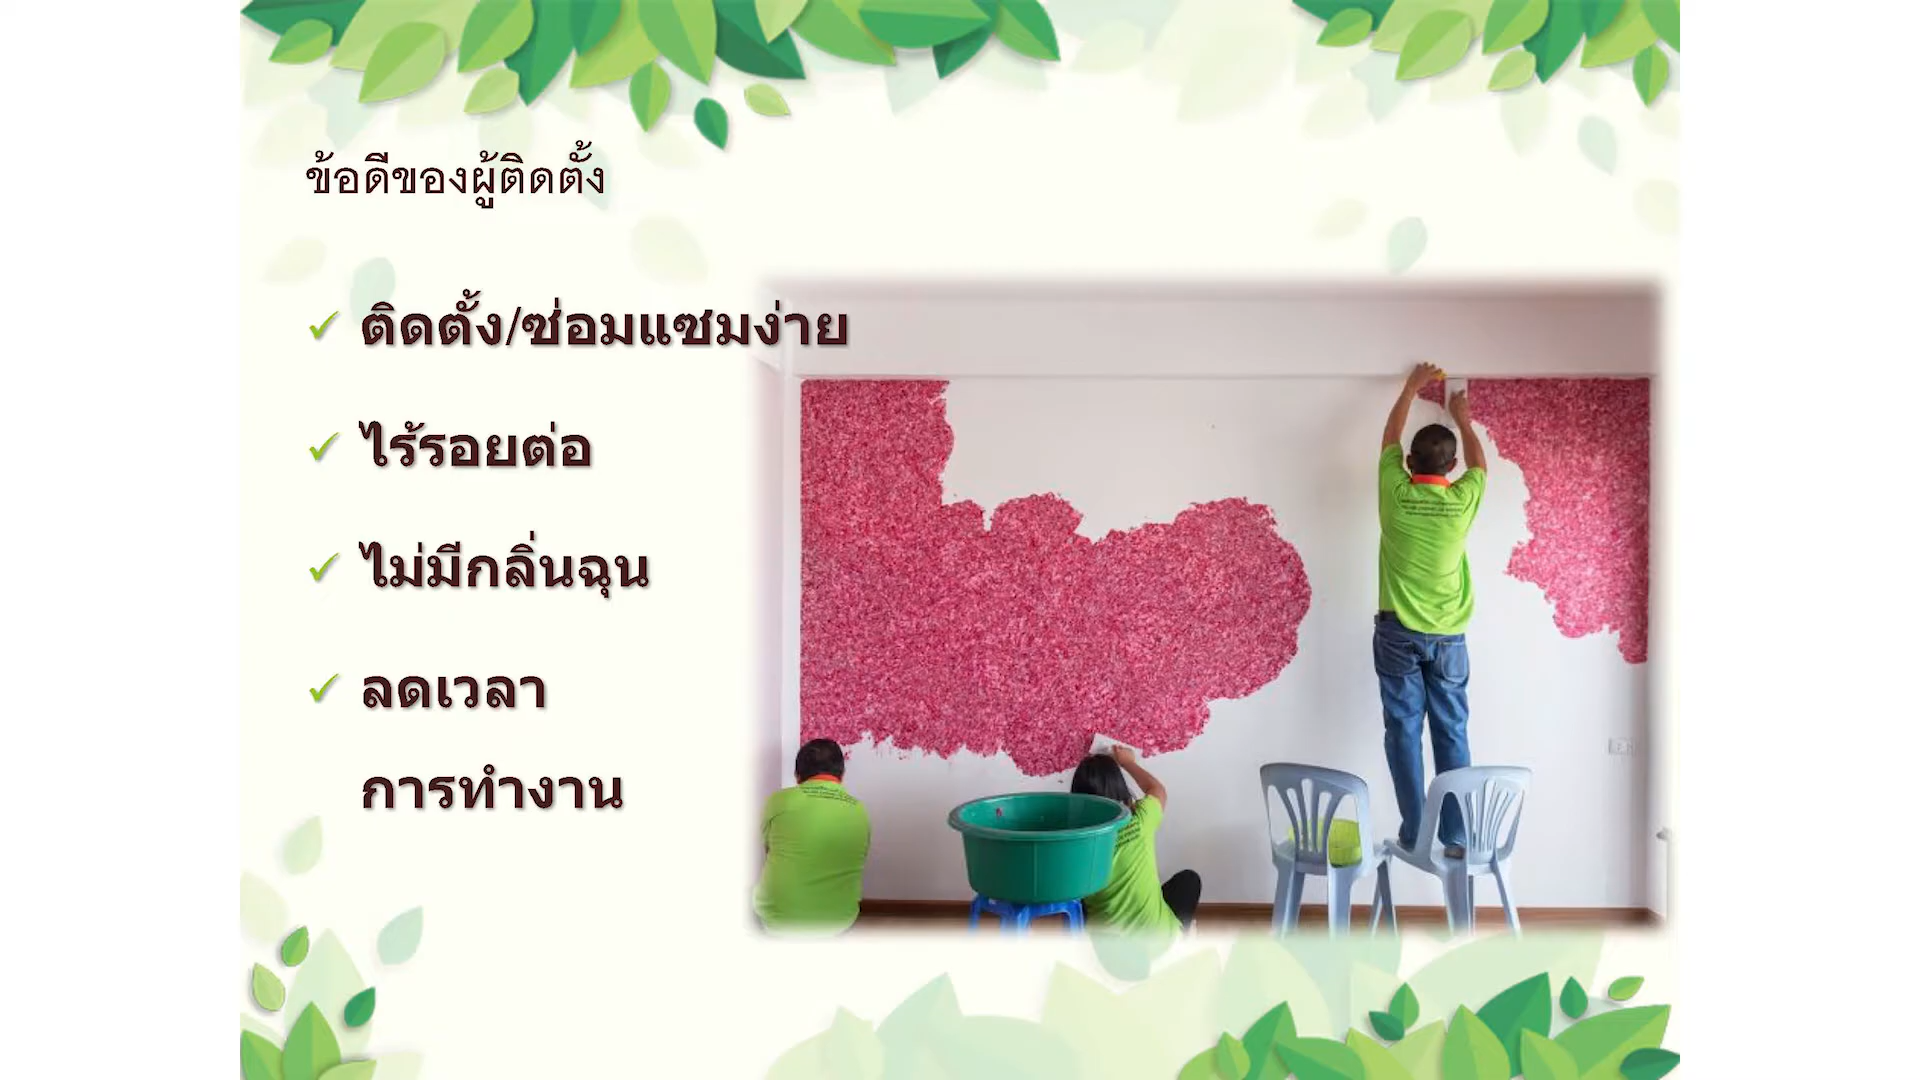 ข้อดีของผู้ติดตั้ง
ติดตั้ง/ซ่อมแซมง่าย
ไร้รอยต่อ
ไม่มีกลิ่นฉุน
ลดเวลา
การทำงาน